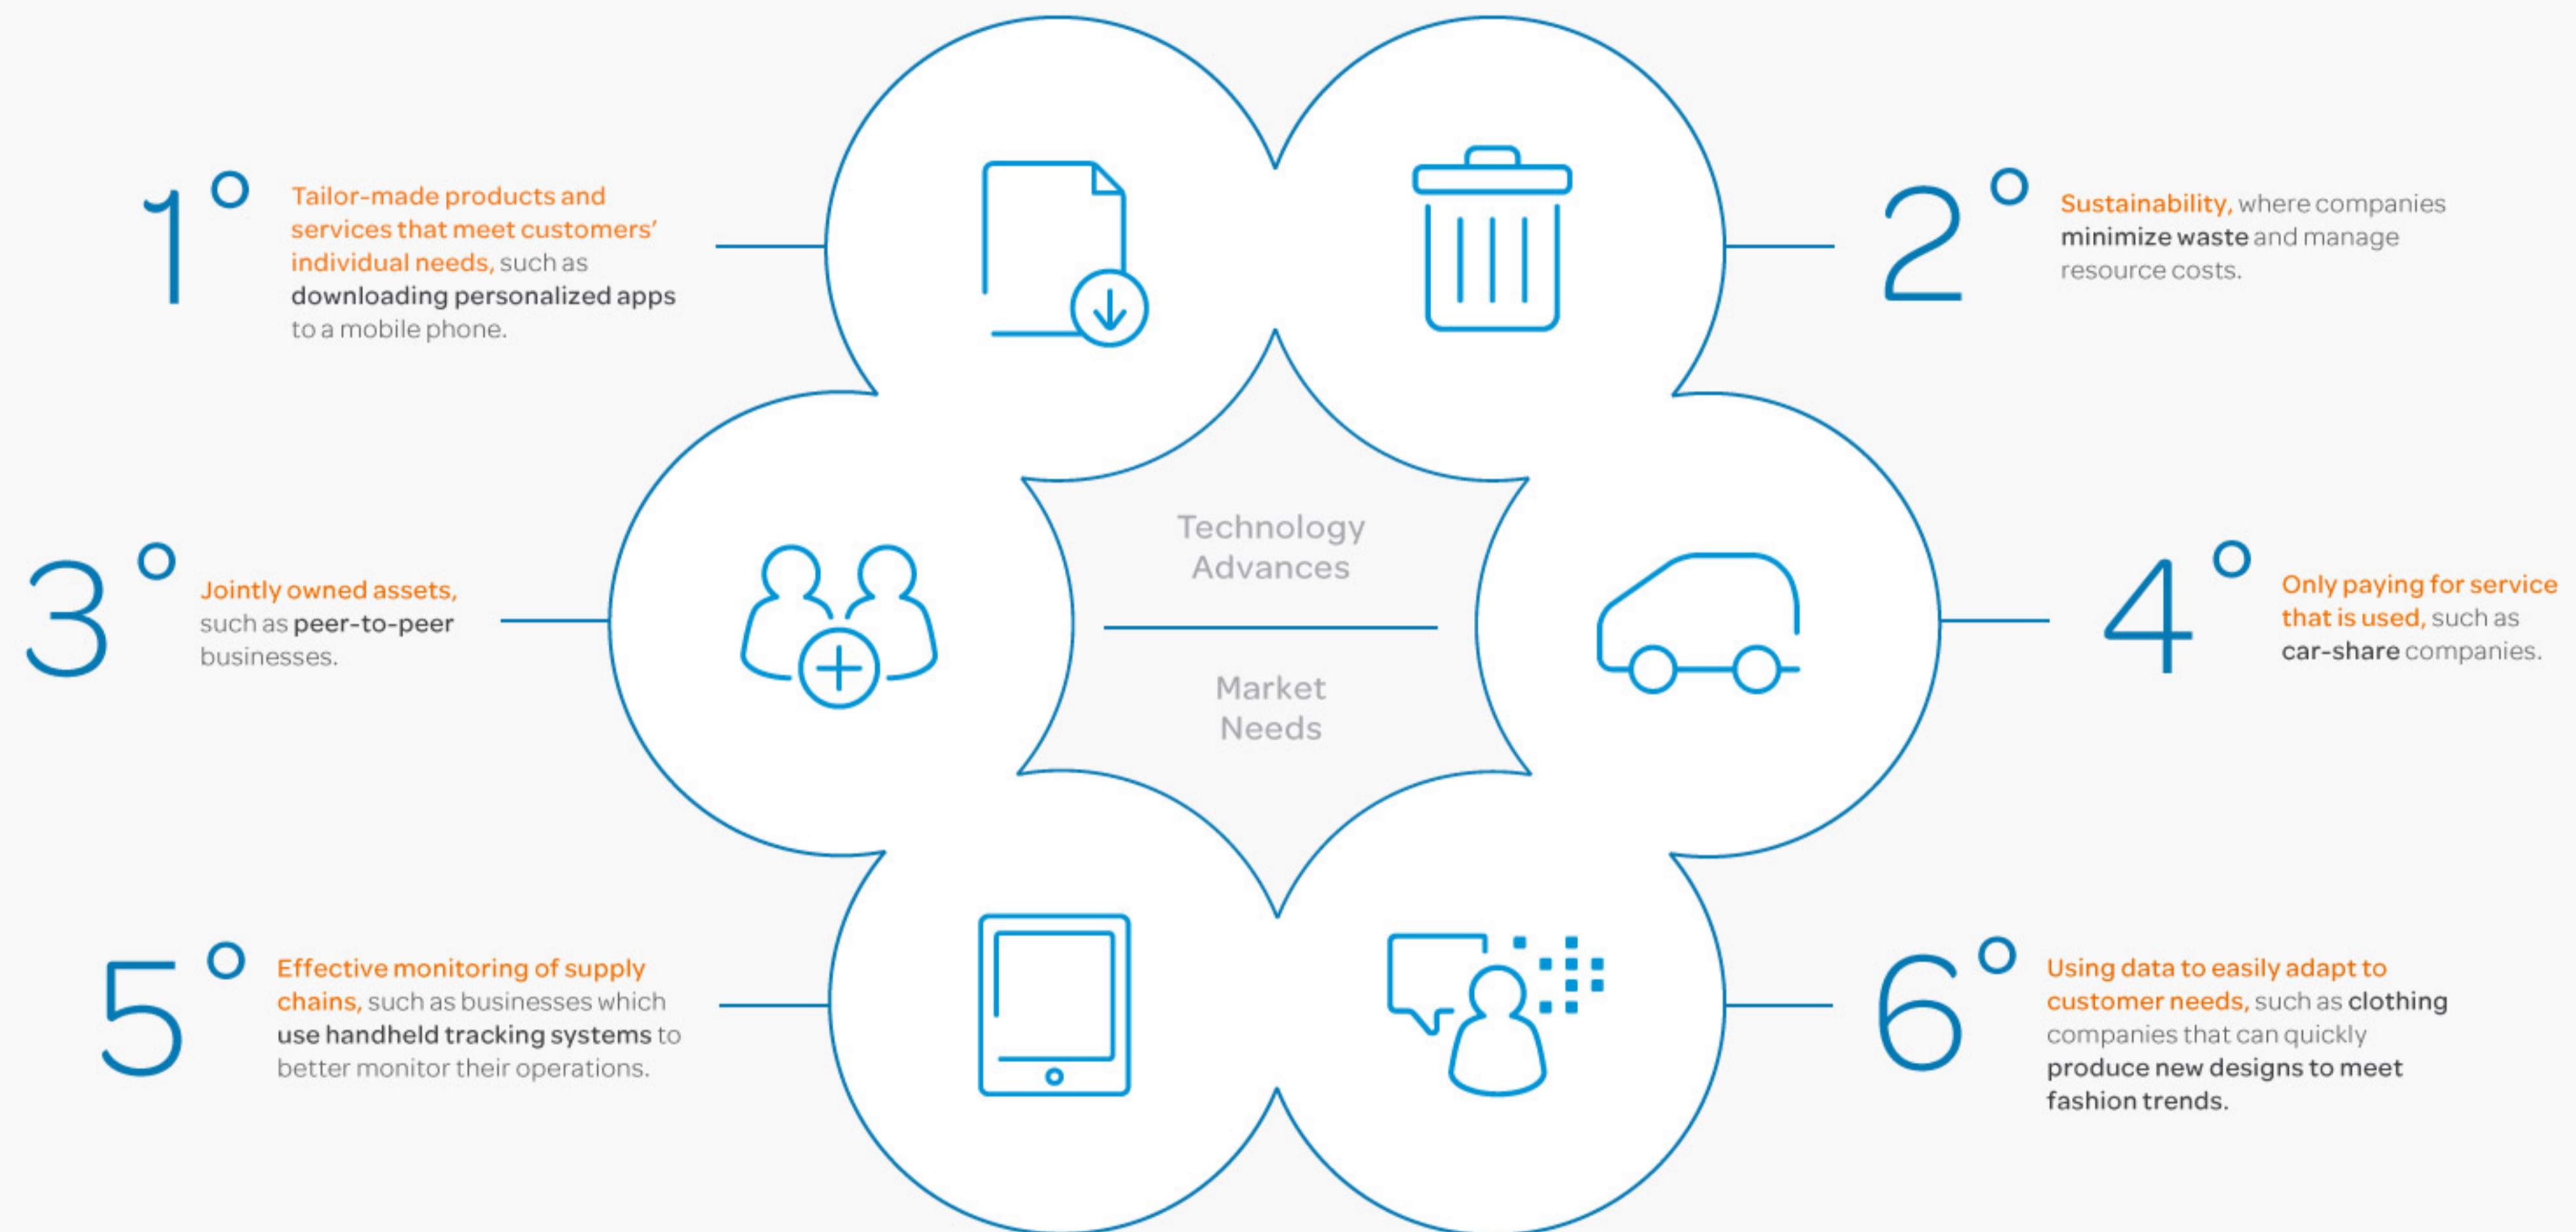 1°
Tailor-made products and
services that meet customers’
individual needs, such as
downloading personalized apps
to a mobile phone.
2°
Sustainability, where companies
minimize waste and manage
resource costs.
3°
Jointly owned assets,
such as peer-to-peer
businesses.
Technology
Advances
Market
Needs
4°
Only paying for service
that is used, such as
car-share companies.
5°
Effective monitoring of supply
chains, such as businesses which
use handheld tracking systems to
better monitor their operations.
6°
Using data to easily adapt to
customer needs, such as clothing
companies that can quickly
produce new designs to meet
fashion trends.